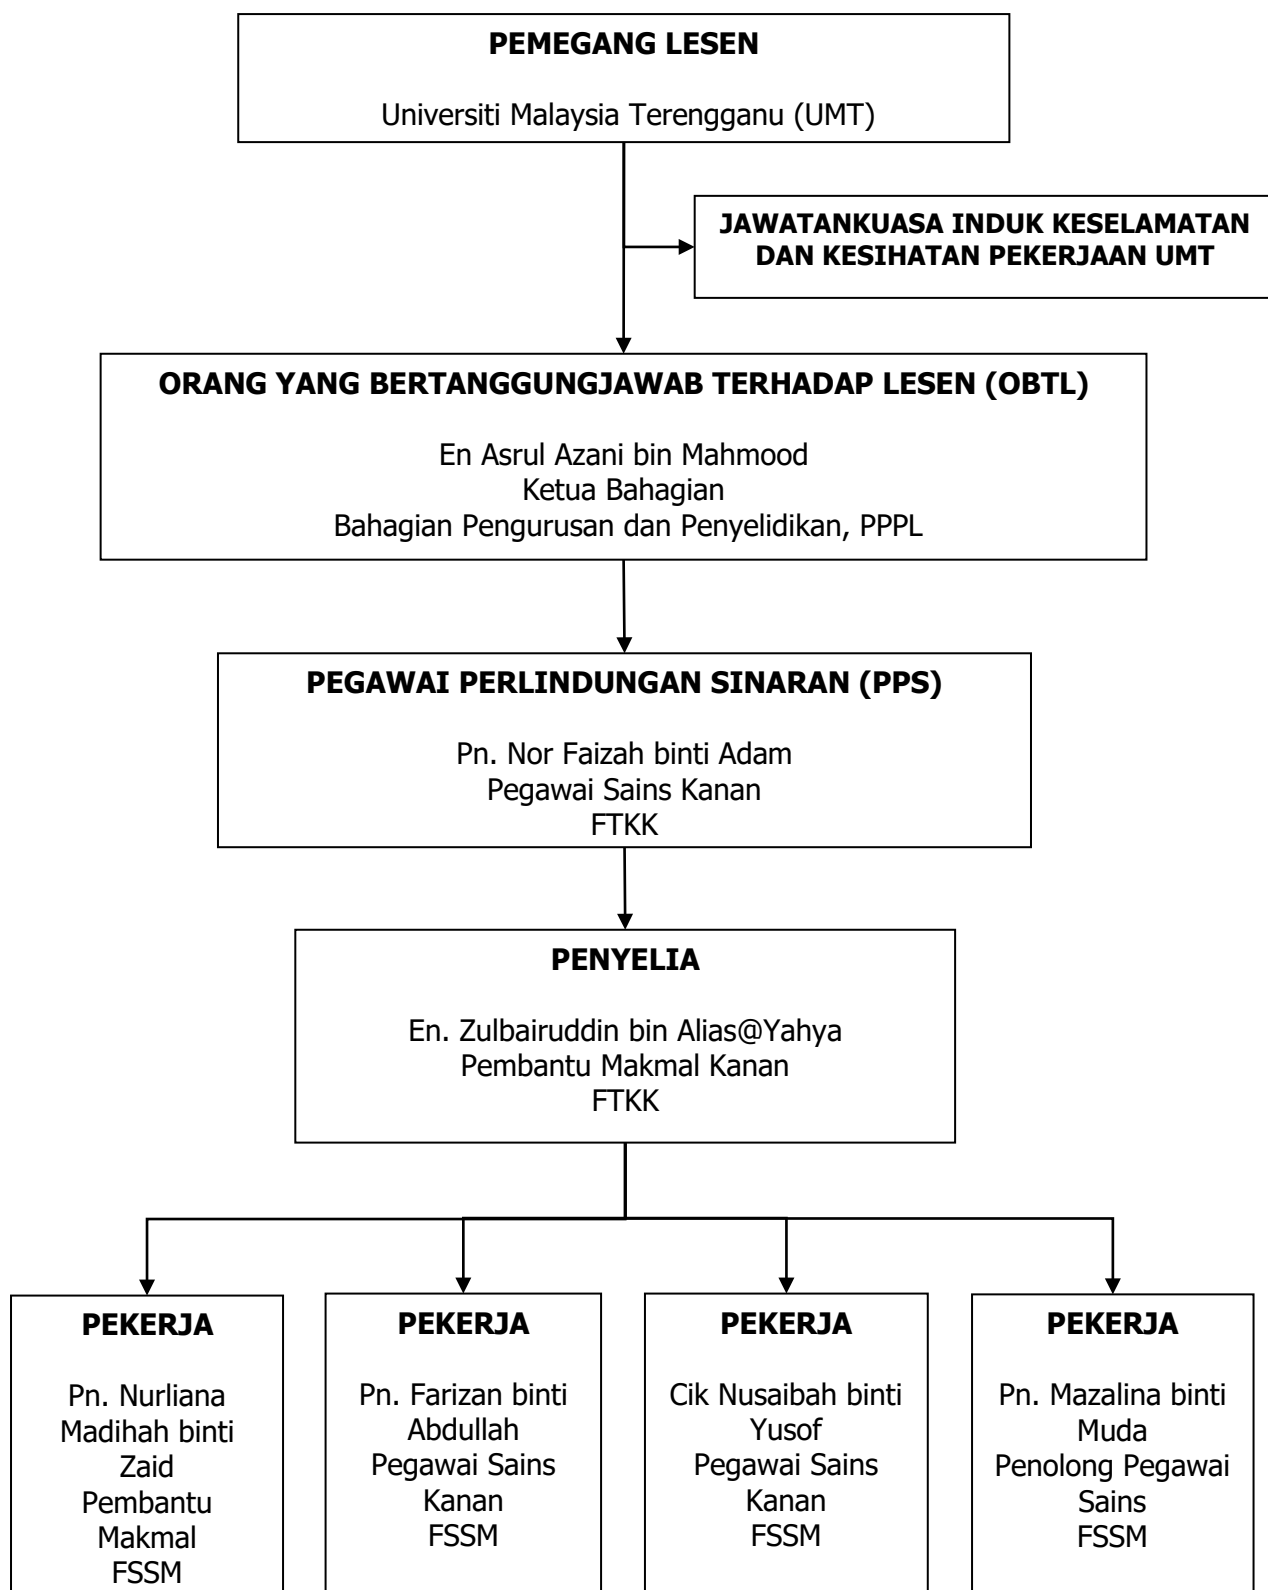 PEMEGANG LESEN
Universiti Malaysia Terengganu (UMT)
JAWATANKUASA INDUK KESELAMATAN
DAN KESIHATAN PEKERJAAN UMT
ORANG YANG BERTANGGUNGJAWAB TERHADAP LESEN (OBTL)
En Asrul Azani bin Mahmood
Ketua Bahagian
Bahagian Pengurusan dan Penyelidikan, PPPL
PEGAWAI PERLINDUNGAN SINARAN (PPS)
Pn. Nor Faizah binti Adam
Pegawai Sains Kanan
FTKK
PENYELIA
En. Zulbairuddin bin Alias@Yahya
Pembantu Makmal Kanan
FTKK
PEKERJA
Pn. Nurliana
Madihah binti
Zaid
Pembantu
Makmal
FSSM
PEKERJA
Pn. Farizan binti
Abdullah
Pegawai Sains
Kanan
FSSM
PEKERJA
Cik Nusaibah binti
Yusof
Pegawai Sains
Kanan
FSSM
PEKERJA
Pn. Mazalina binti
Muda
Penolong Pegawai
Sains
FSSM